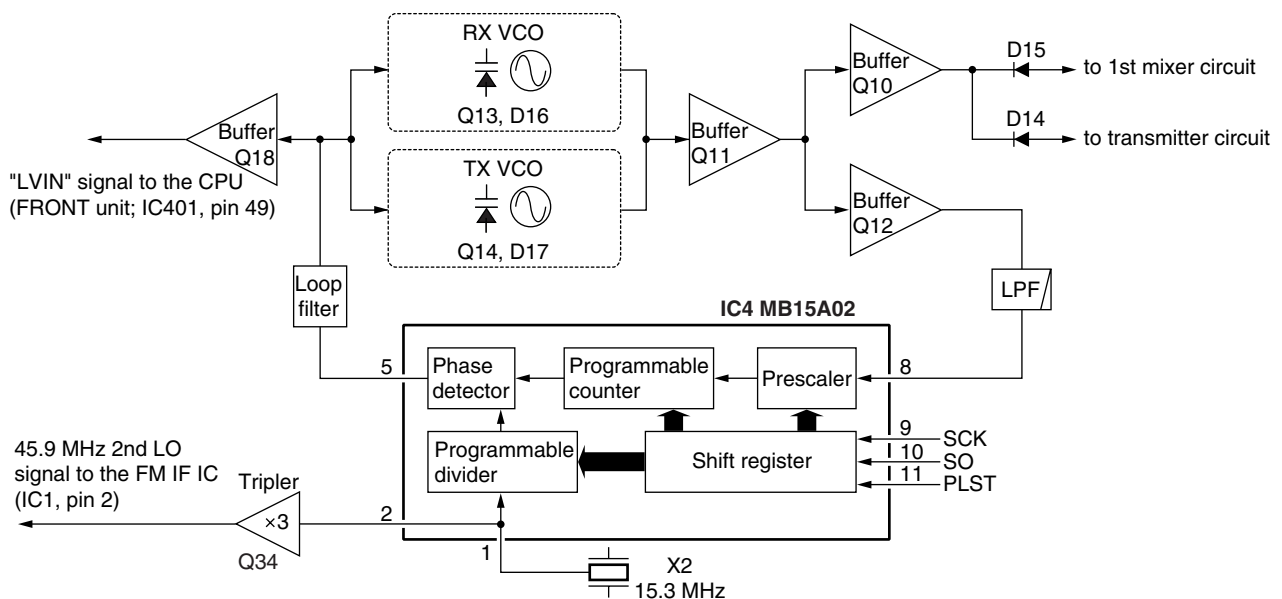 RX VCO
Q13, D16
TX VCO
Q14, D17
Buffer
Q18
"LVIN" signal to the CPU
(FRONT unit; IC401, pin 49)
Buffer
Q11
Buffer
Q10
D15
to 1st mixer circuit
D14
to transmitter circuit
Buffer
Q12
Loop
filter
LPF
IC4 MB15A02
5
Phase
detector
Programmable
counter
Prescaler
8
Programmable
divider
Shift register
9
SCK
10
SO
11
PLST
45.9 MHz 2nd LO
signal to the FM IF IC
(IC1, pin 2)
Tripler
×3
Q34
2
1
X2
15.3 MHz